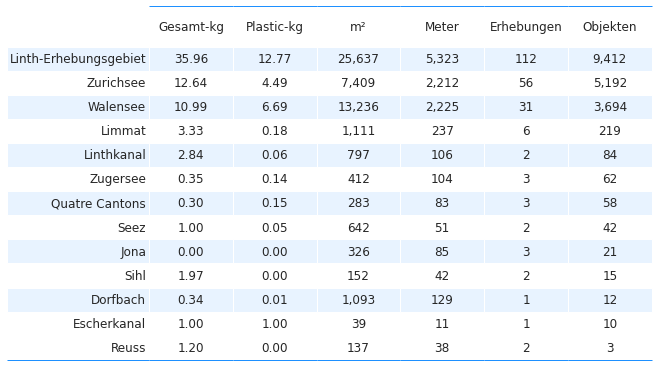 Gesamt-kg Plastic-kg m² Meter Erhebungen Objekten
Linth-Erhebungsgebiet 35.96 12.77 25,637 5,323 112 9,412
Zurichsee 12.64 4.49 7,409 2,212 56 5,192
Walensee 10.99 6.69 13,236 2,225 31 3,694
Limmat 3.33 0.18 1,111 237 6 219
Linthkanal 2.84 0.06 797 106 2 84
Zugersee 0.35 0.14 412 104 3 62
Quatre Cantons 0.30 0.15 283 83 3 58
Seez 1.00 0.05 642 51 2 42
Jona 0.00 0.00 326 85 3 21
Sihl 1.97 0.00 152 42 2 15
Dorfbach 0.34 0.01 1,093 129 1 12
Escherkanal 1.00 1.00 39 11 1 10
Reuss 1.20 0.00 137 38 2 3